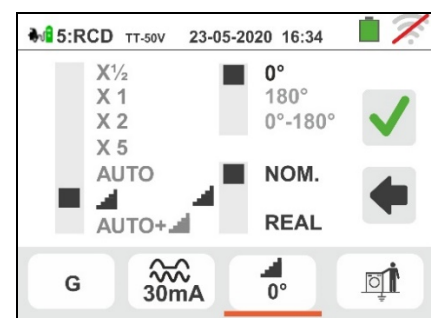 5:RCD TT-50V 23-05-2020 16:34
X½
X 1
X 2
X 5
AUTO
AUTO+
0°
180°
0°-180°
NOM.
REAL
G
30mA
0°